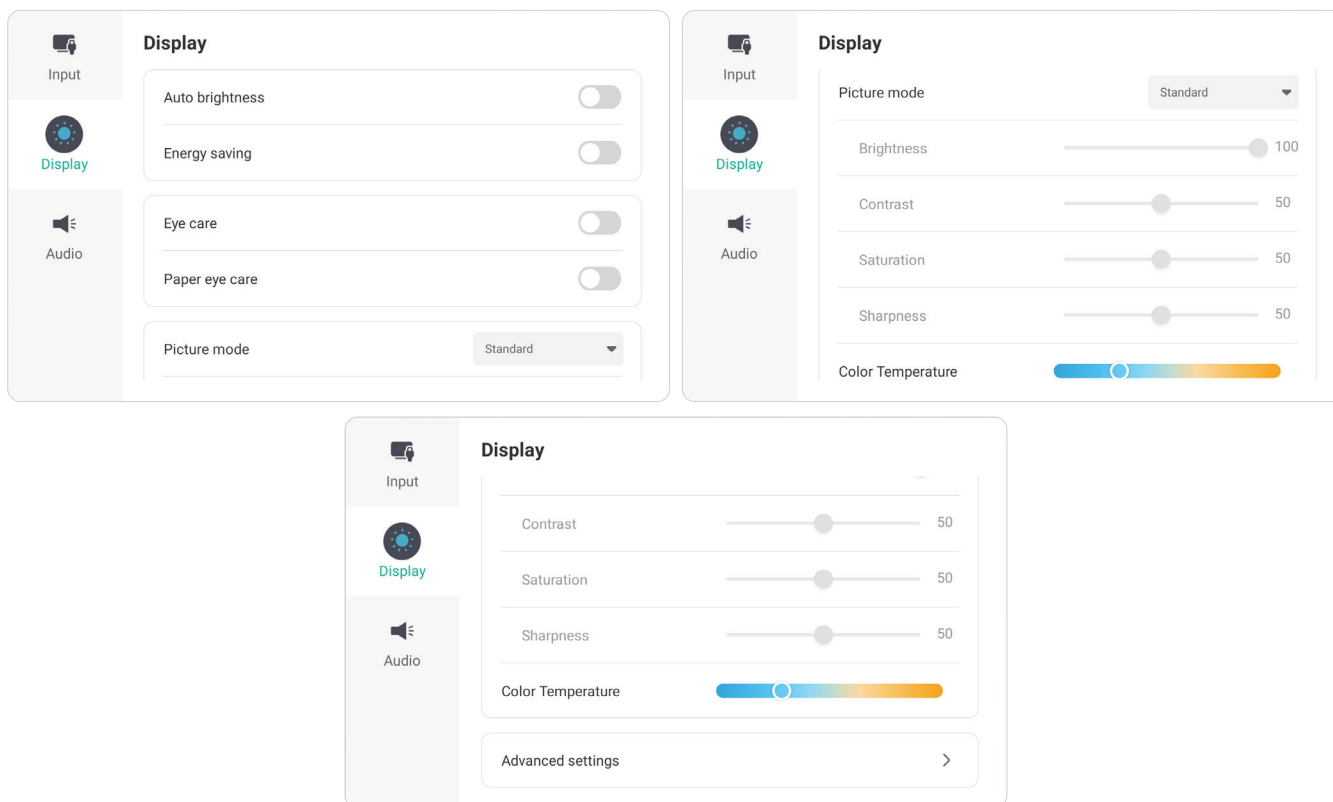 Display
Input
Auto brightness
Energy saving
Display
Eye care
Audio
Paper eye care
Picture mode Standard
Display
Input
Picture mode Standard
Brightness 100
Display
Contrast 50
Audio
Saturation 50
Sharpness 50
Color Temperature
Display
Input
Contrast 50
Display
Saturation 50
Sharpness 50
Audio
Color Temperature
Advanced settings